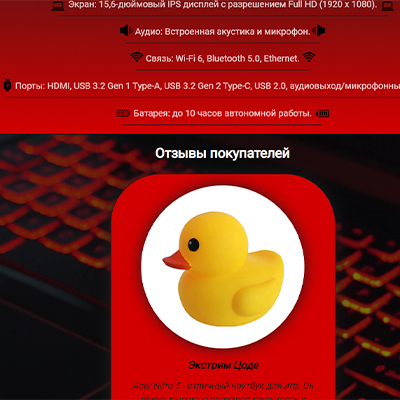 Экран: 15,6-дюймовый IPS дисплей с разрешением Full HD (1920 x 1080).
Аудио: Встроенная акустика и микрофон.
Связь: Wi-Fi 6, Bluetooth 5.0, Ethernet.
Порты: HDMI, USB 3.2 Gen 1 Type-A, USB 3.2 Gen 2 Type-C, USB 2.0, аудиовыход/микрофонны
Батарея: до 10 часов автономной работы.
Отзывы покупателей
Экстрим Цоде
Acer Nitro 5 - отличный ноутбук для игр. Он